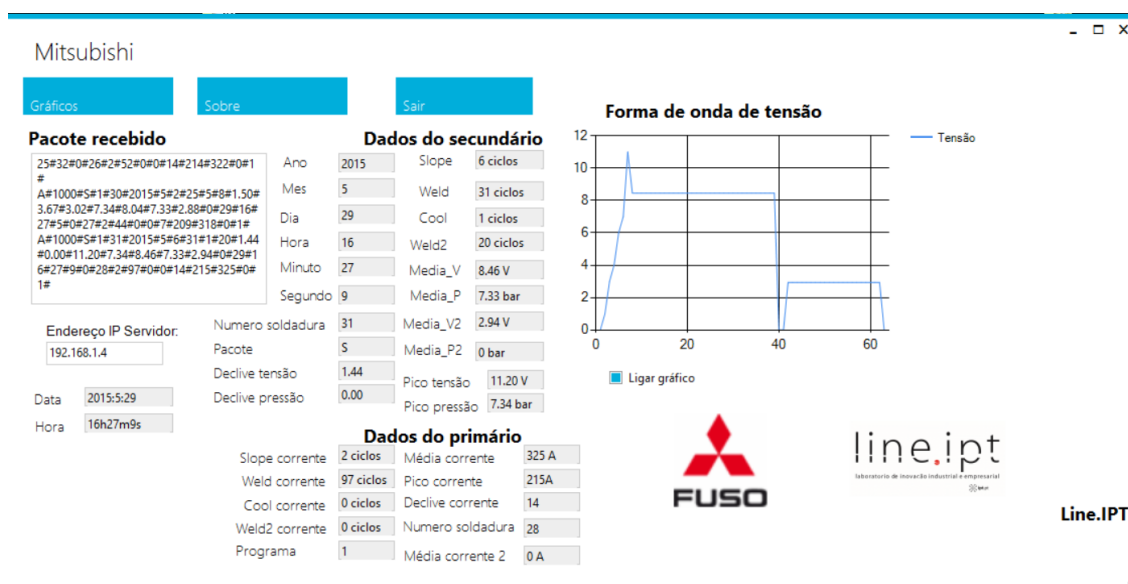 Mitsubishi
Gráficos
Sobre
Sair
Pacote recebido
25#32#0#26#2#52#0#0#14#214#322#0#1
#
A#1000#S#1#30#2015#5#2#25#5#8#1.50#
3.67#3.02#7.34#8.04#7.33#2.88#0#29#16#
27#5#0#27#2#44#0#0#7#209#318#0#1#
A#1000#S#1#31#2015#5#6#31#1#20#1.44
#0.00#11.20#7.34#8.46#7.33#2.94#0#29#1
6#27#9#0#28#2#97#0#0#14#215#325#0#
1#
Endereço IP Servidor:
192.168.1.4
Data 2015:5:29
Hora 16h27m9s
Ano 2015
Mes 5
Dia 29
Hora 16
Minuto 27
Segundo 9
Numero soldadura 31
Pacote S
Declive tensão 1.44
Declive pressão 0.00
Dados do secundário
Slope 6 ciclos
Weld 31 ciclos
Cool 1 ciclos
Weld2 20 ciclos
Media_V 8.46 V
Media_P 7.33 bar
Media_V2 2.94 V
Media_P2 0 bar
Pico tensão 11.20 V
Pico pressão 7.34 bar
Dados do primário
Slope corrente 2 ciclos
Weld corrente 97 ciclos
Cool corrente 0 ciclos
Weld2 corrente 0 ciclos
Programa 1
Média corrente 325 A
Pico corrente 215A
Declive corrente 14
Numero soldadura 28
Média corrente 2 0 A
Forma de onda de tensão
12
10
8
6
4
2
0
0 20 40 60
Tensão
Ligar gráfico
FUSO
line.ipt
laboratorio de inovacão industrial e empresarial
Line.IPT